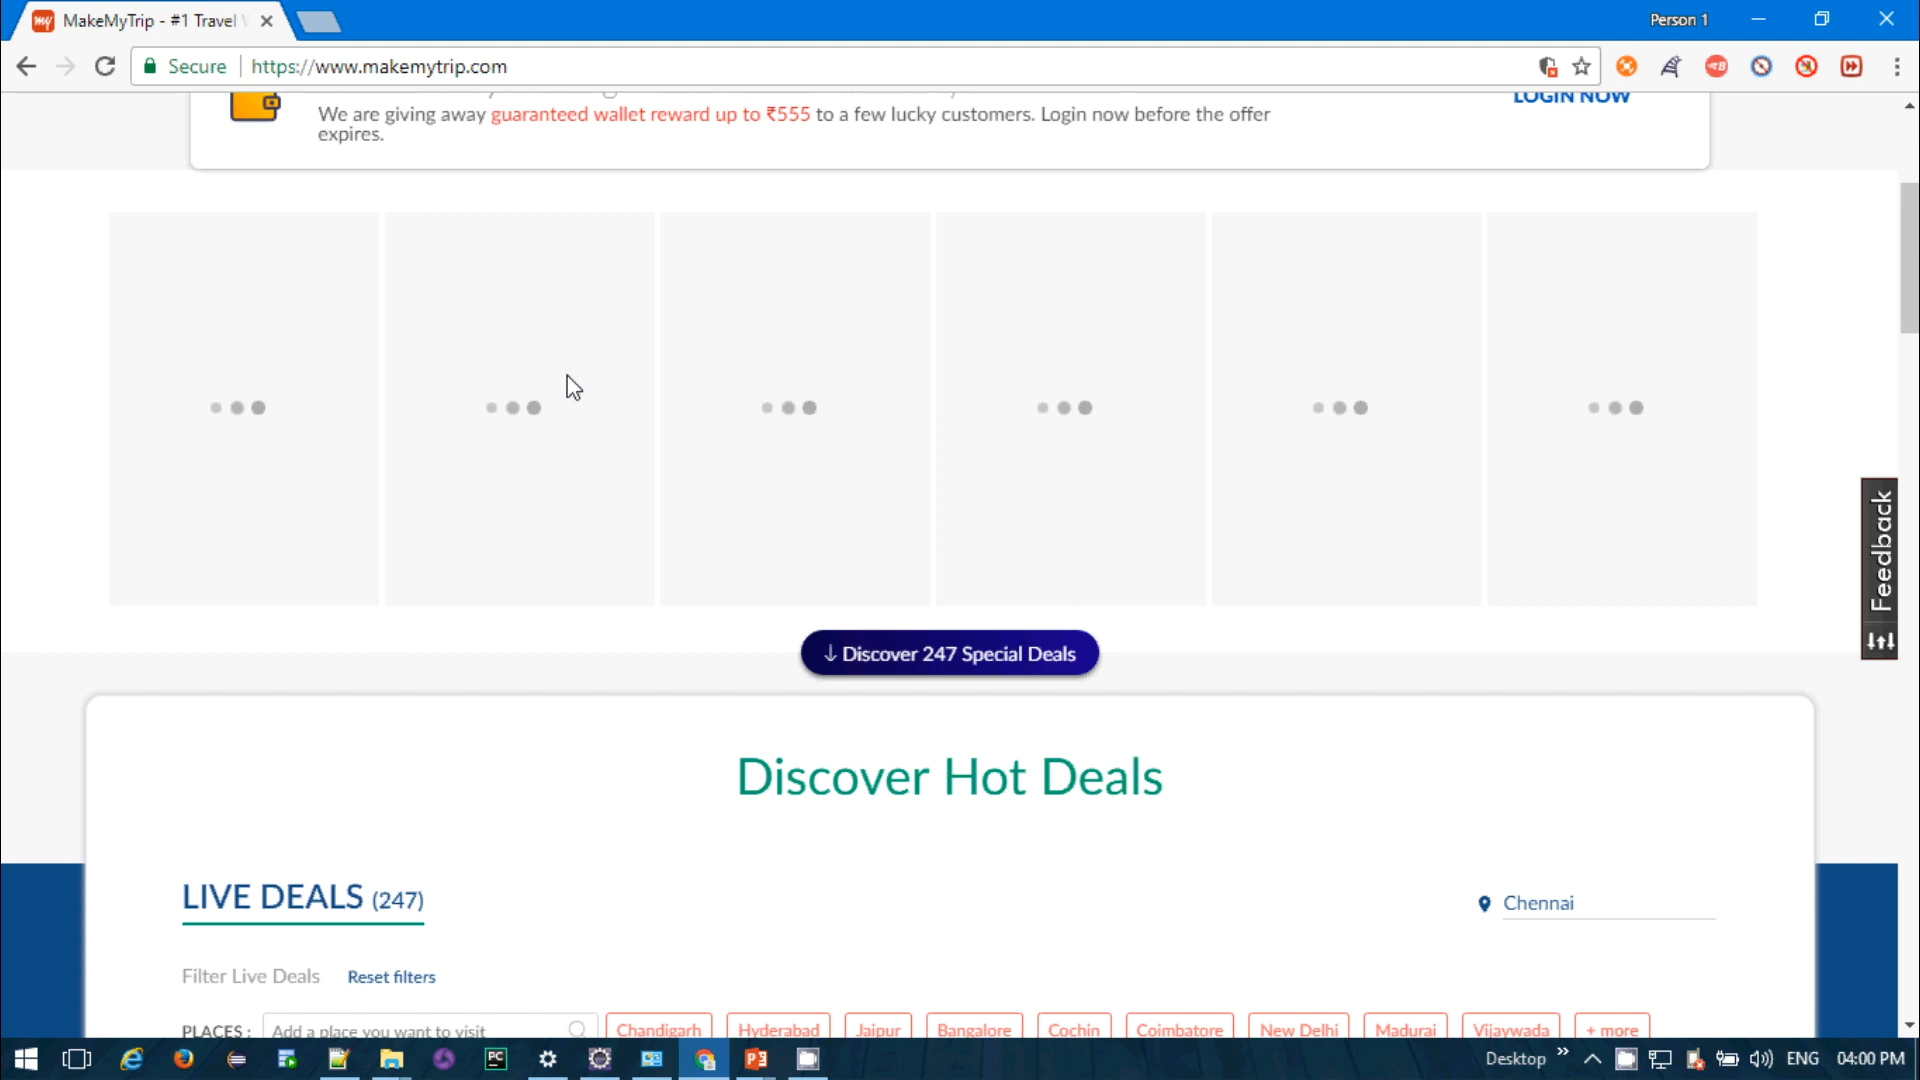 MakeMyTrip - #1 Travel
Person 1
Secure
https://www.makemytrip.com
LOGIN NOW
We are giving away guaranteed wallet reward up to ₹555 to a few lucky customers. Login now before the offer
expires.
Feedback
↓ Discover 247 Special Deals
Discover Hot Deals
LIVE DEALS (247)
Chennai
Filter Live Deals
Reset filters
PLACES :
Add a place you want to visit
Chandigarh
Hyderabad
Jaipur
Bangalore
Cochin
Coimbatore
New Delhi
Madurai
Vijaywada
+ more
PC
Desktop
ENG
04:00 PM